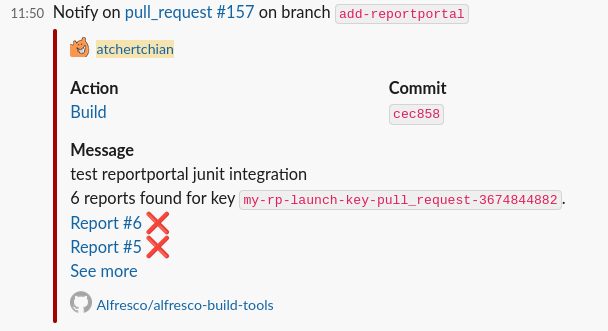 11:50 Notify on pull_request #157 on branch add-reportportal
atchertchian
Action Commit
Build cec858
Message
test reportportal junit integration
6 reports found for key my-rp-launch-key-pull_request-3674844882.
Report #6 ❌
Report #5 ❌
See more
Alfresco/alfresco-build-tools